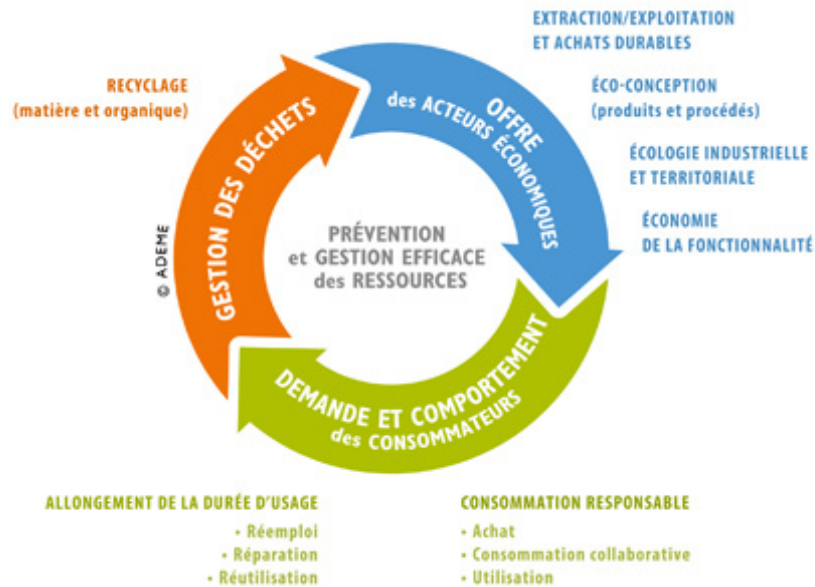 EXTRACTION/EXPLOITATION
ET ACHATS DURABLES
RECYCLAGE
(matière et organique)
ÉCO-CONCEPTION
(produits et procédés)
ÉCOLOGIE INDUSTRIELLE
ET TERRITORIALE
ÉCONOMIE
DE LA FONCTIONNALITÉ
OFFRE
des ACTEURS ÉCONOMIQUES
GESTION DES DÉCHETS
PRÉVENTION
et GESTION EFFICACE
des RESSOURCES
© ADEME
DEMANDE ET COMPORTEMENT
des CONSOMMATEURS
ALLONGEMENT DE LA DURÉE D'USAGE
• Réemploi
• Réparation
• Réutilisation
CONSOMMATION RESPONSABLE
• Achat
• Consommation collaborative
• Utilisation